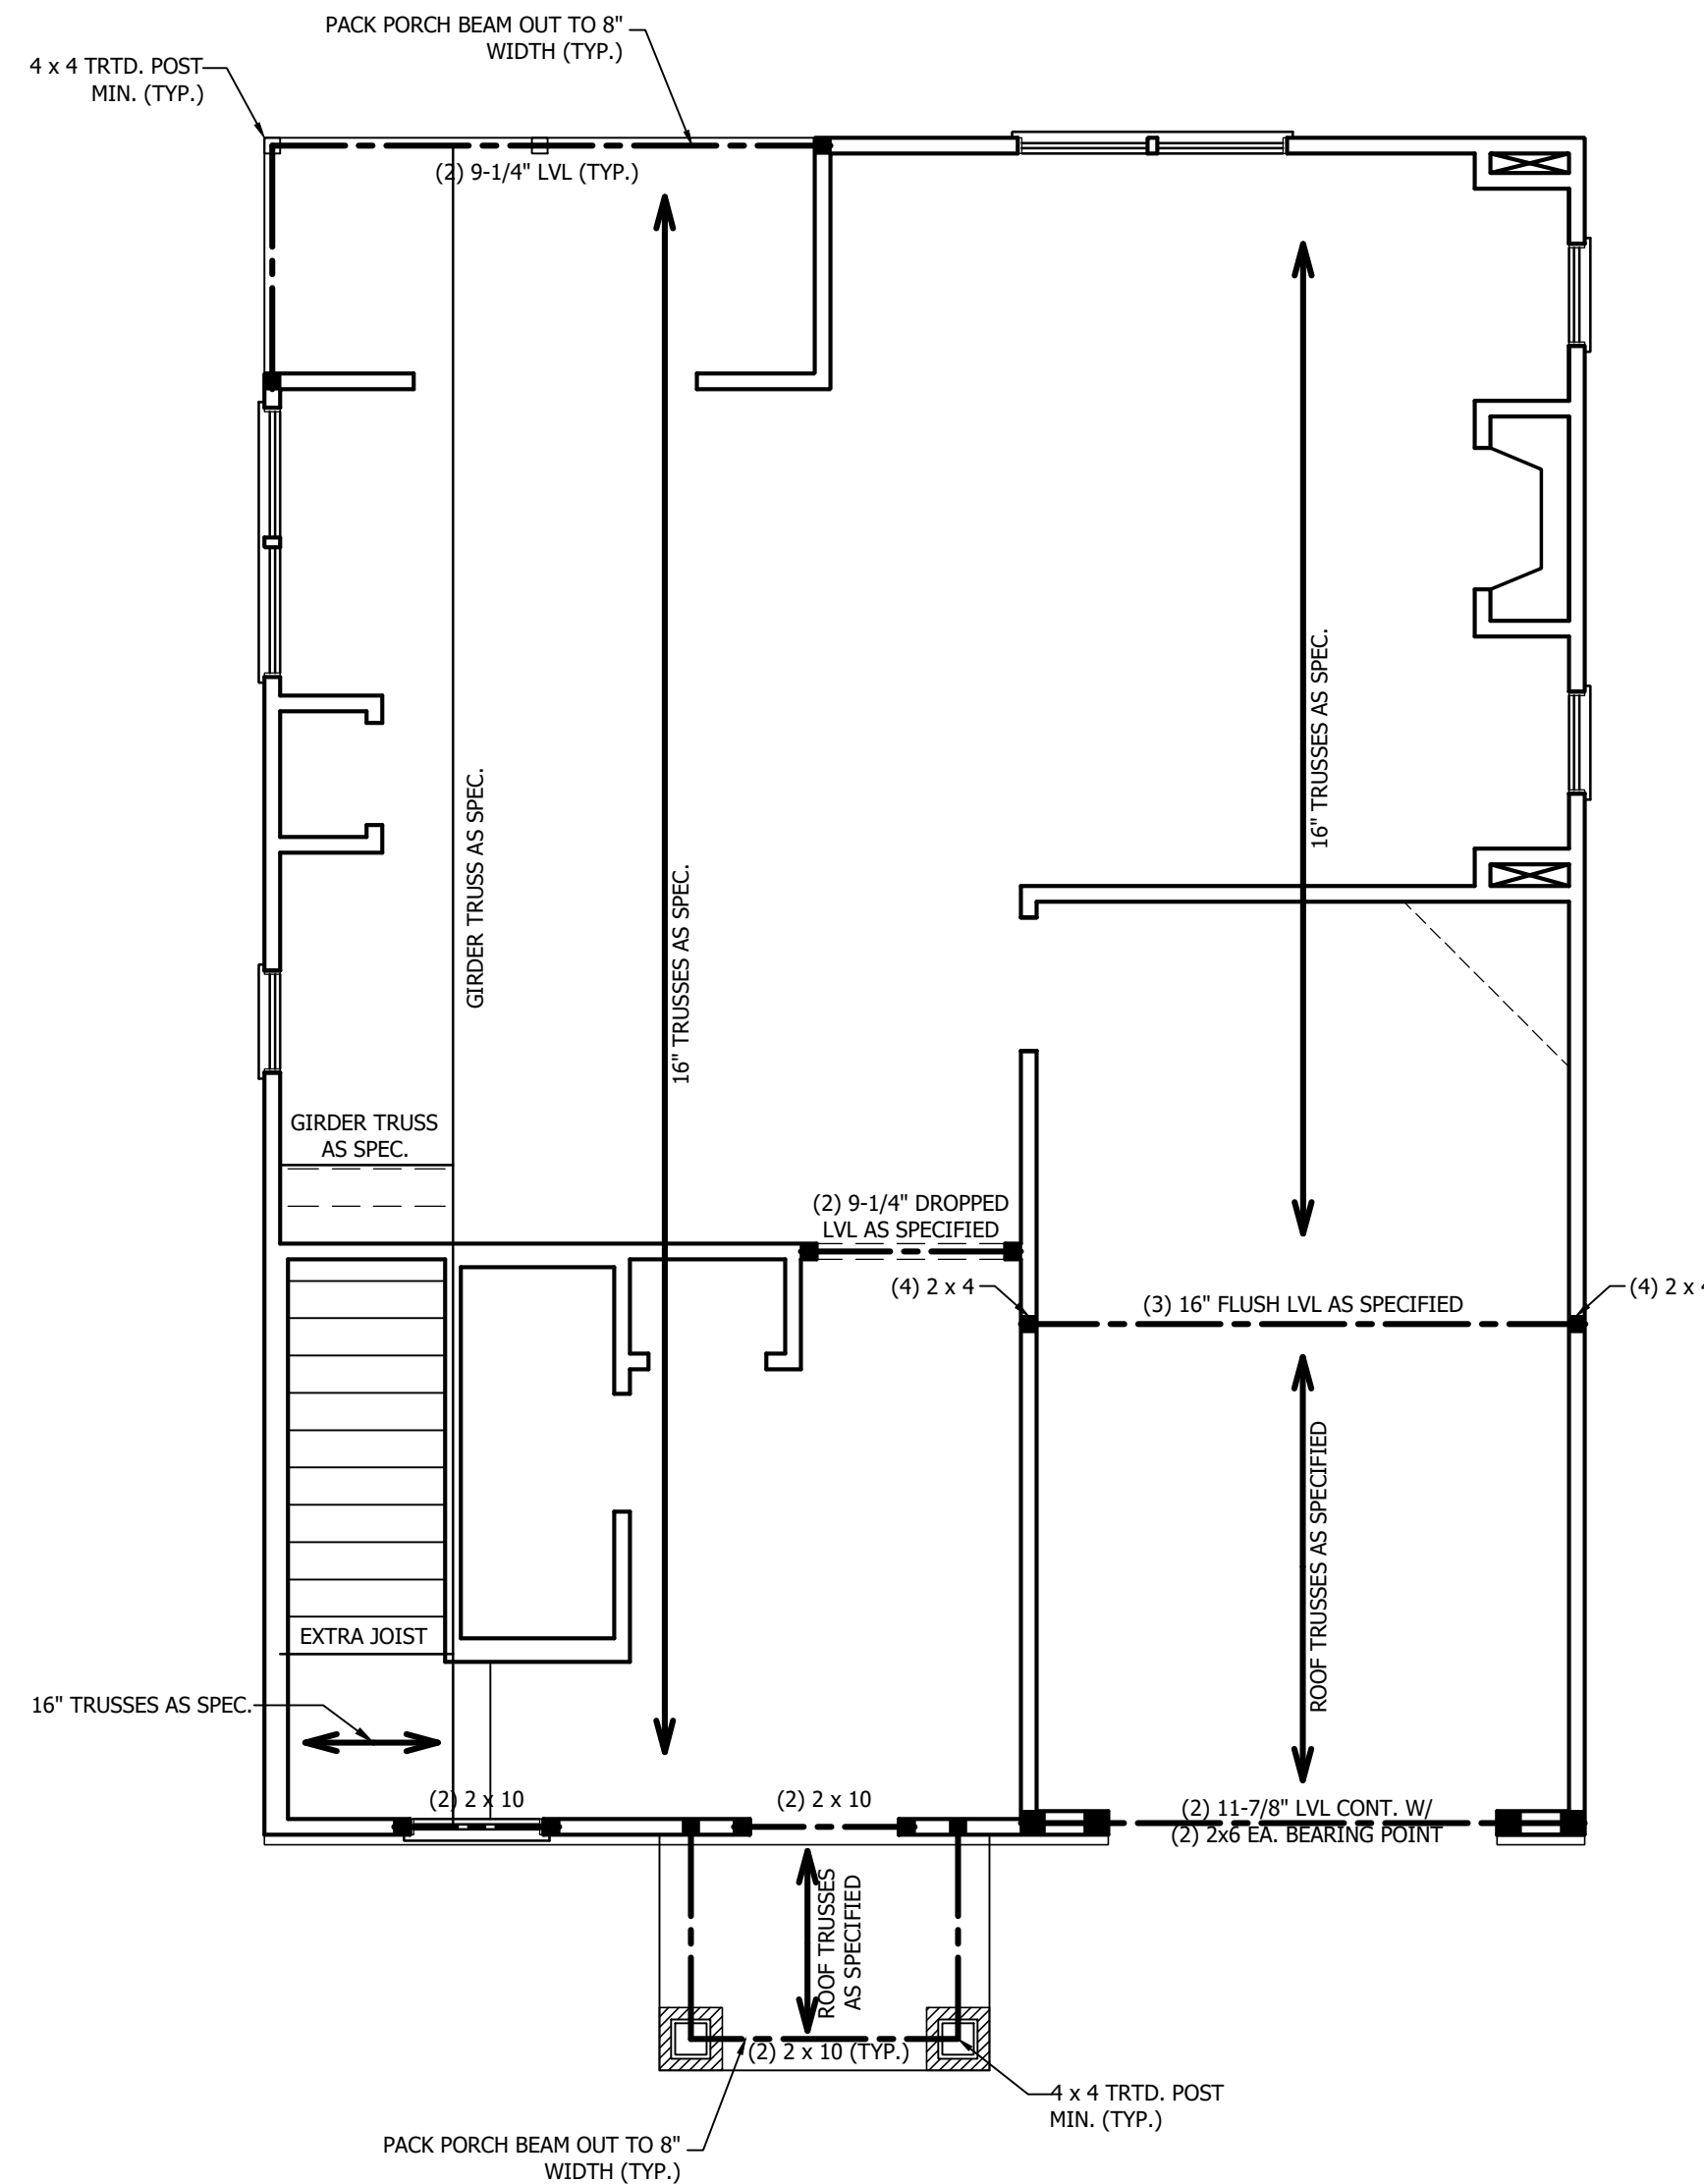 PACK PORCH BEAM OUT TO 8"
WIDTH (TYP.)
4 x 4 TRTD. POST
MIN. (TYP.)
(2) 9-1/4" LVL (TYP.)
16" TRUSSES AS SPEC.
GIRDER TRUSS AS SPEC.
16" TRUSSES AS SPEC.
GIRDER TRUSS
AS SPEC.
(2) 9-1/4" DROPPED
LVL AS SPECIFIED
(4) 2 x 4
(3) 16" FLUSH LVL AS SPECIFIED
(4) 2 x
ROOF TRUSSES AS SPECIFIED
EXTRA JOIST
16" TRUSSES AS SPEC.
(2) 2 x 10
(2) 2 x 10
(2) 11-7/8" LVL CONT. W/
(2) 2x6 EA. BEARING POINT
ROOF TRUSSES
AS SPECIFIED
(2) 2 x 10 (TYP.)
4 x 4 TRTD. POST
MIN. (TYP.)
PACK PORCH BEAM OUT TO 8"
WIDTH (TYP.)